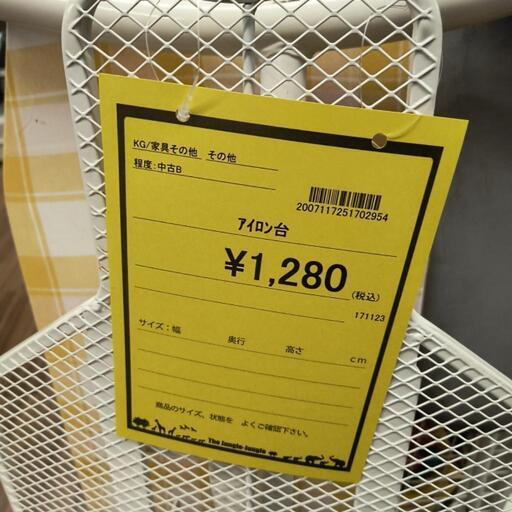 KG/家具その他 その他
程度:中古B
2007117251702954
ｱｲﾛﾝ台
¥1,280(税込)
171123
サイズ:幅 奥行 高さ cm
商品のサイズ、状態を よくご確認下さい。
The Jungle Jungle